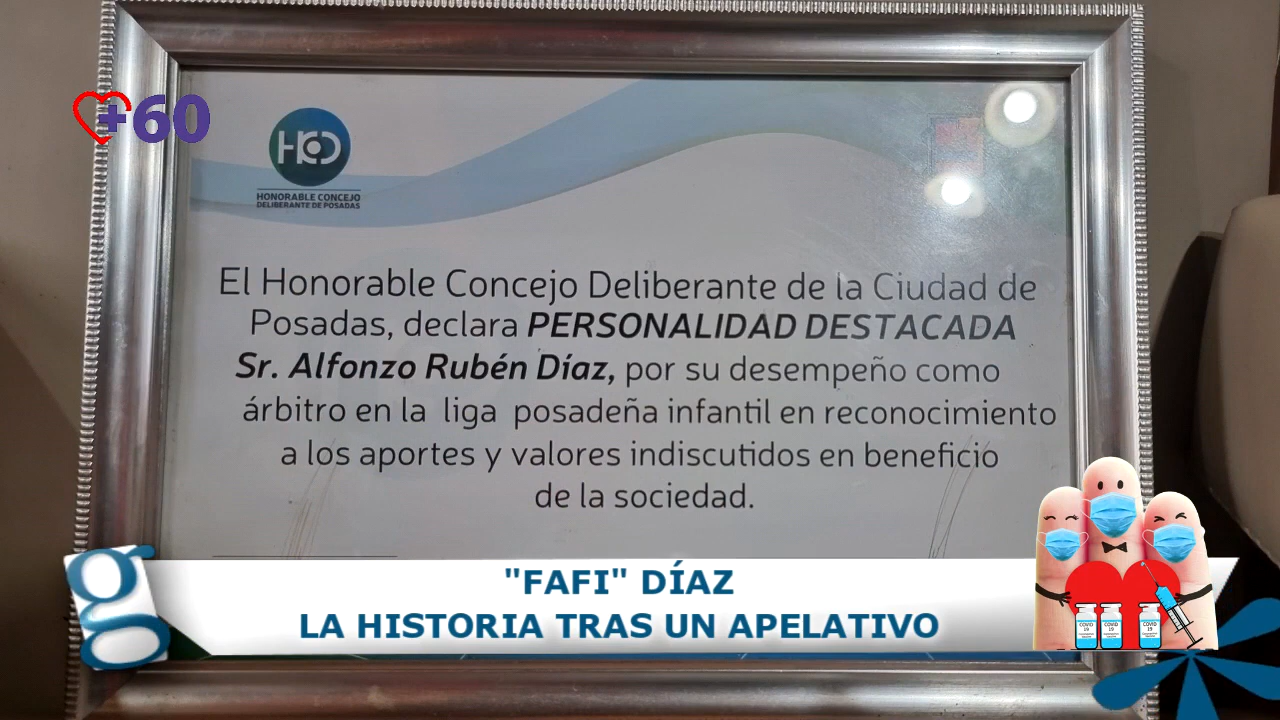 +60
HCD
HONORABLE CONCEJO
DELIBERANTE DE POSADAS
El Honorable Concejo Deliberante de la Ciudad de
Posadas, declara PERSONALIDAD DESTACADA
Sr. Alfonzo Rubén Díaz, por su desempeño como
árbitro en la liga posadeña infantil en reconocimiento
a los aportes y valores indiscutidos en beneficio
de la sociedad.
g
"FAFI" DÍAZ
LA HISTORIA TRAS UN APELATIVO
COVID
19
COVID
19
COVID
19